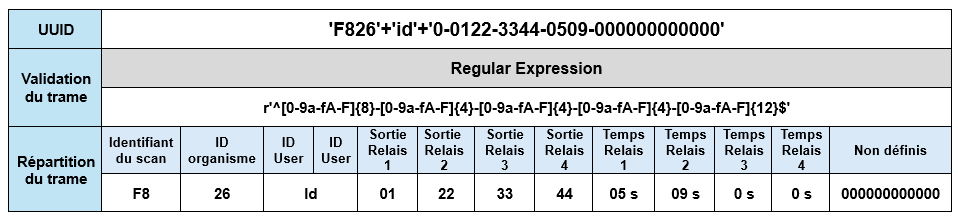 UUID
'F826'+'id'+'0-0122-3344-0509-000000000000'
Validation
du trame
Regular Expression
r'^[0-9a-fA-F]{8}-[0-9a-fA-F]{4}-[0-9a-fA-F]{4}-[0-9a-fA-F]{4}-[0-9a-fA-F]{12}$'
Répartition
du trame
Identifiant
du scan
ID
organisme
ID
User
ID
User
Sortie
Relais
1
Sortie
Relais
2
Sortie
Relais
3
Sortie
Relais
4
Temps
Relais
1
Temps
Relais
2
Temps
Relais
3
Temps
Relais
4
Non définis
F8
26
Id
01
22
33
44
05 s
09 s
0 s
0 s
000000000000